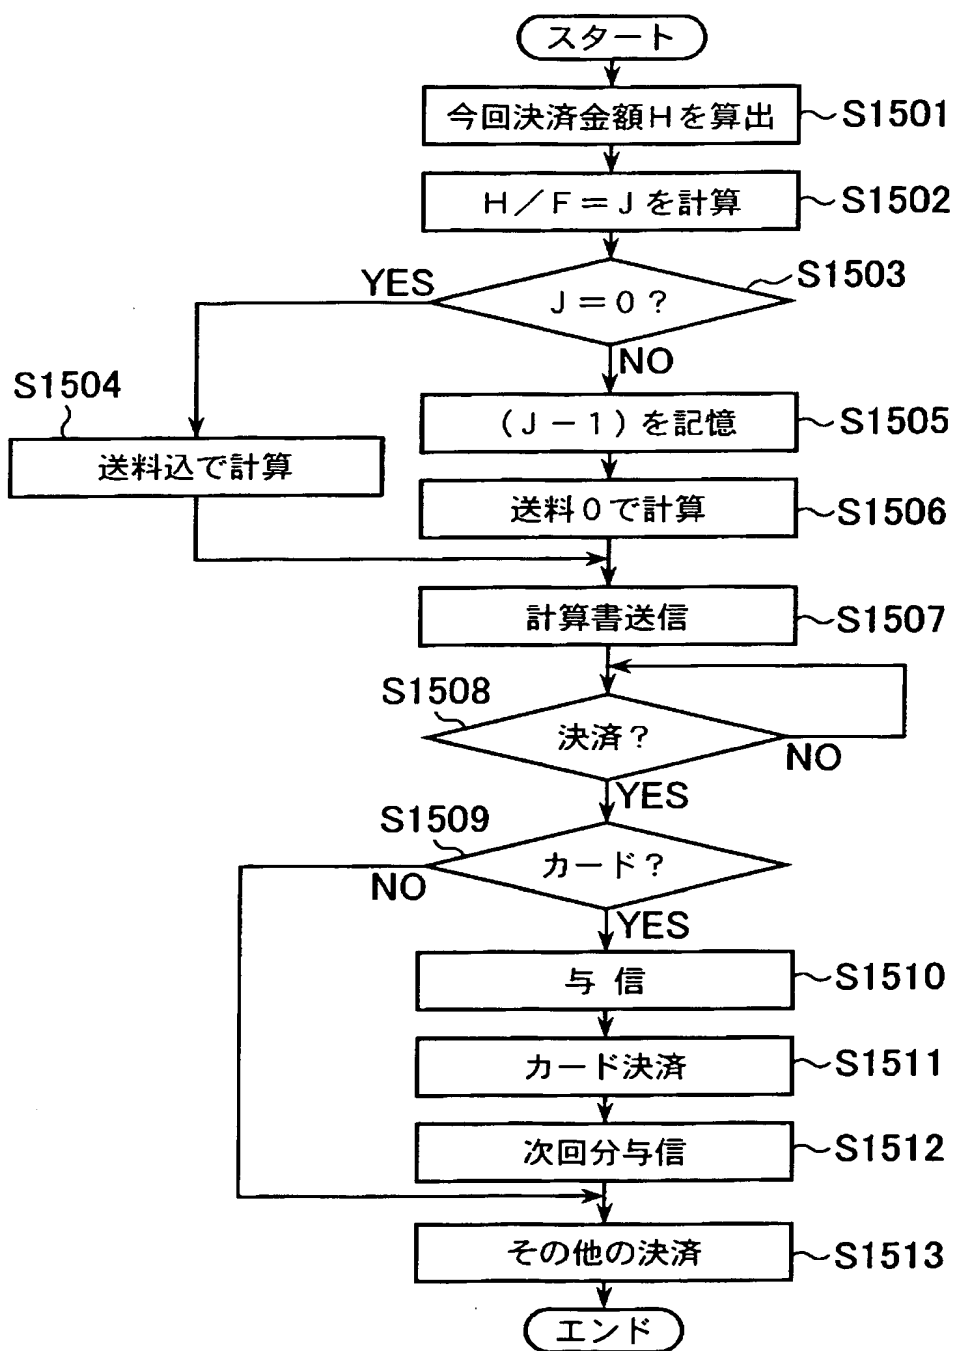 スタート
今回決済金額Hを算出
S1501
H/F=Jを計算
S1502
J=0?
S1503
YES
NO
S1504
送料込で計算
(J-1)を記憶
S1505
送料0で計算
S1506
計算書送信
S1507
S1508
決済?
NO
YES
S1509
カード?
NO
YES
与信
S1510
カード決済
S1511
次回分与信
S1512
その他の決済
S1513
エンド